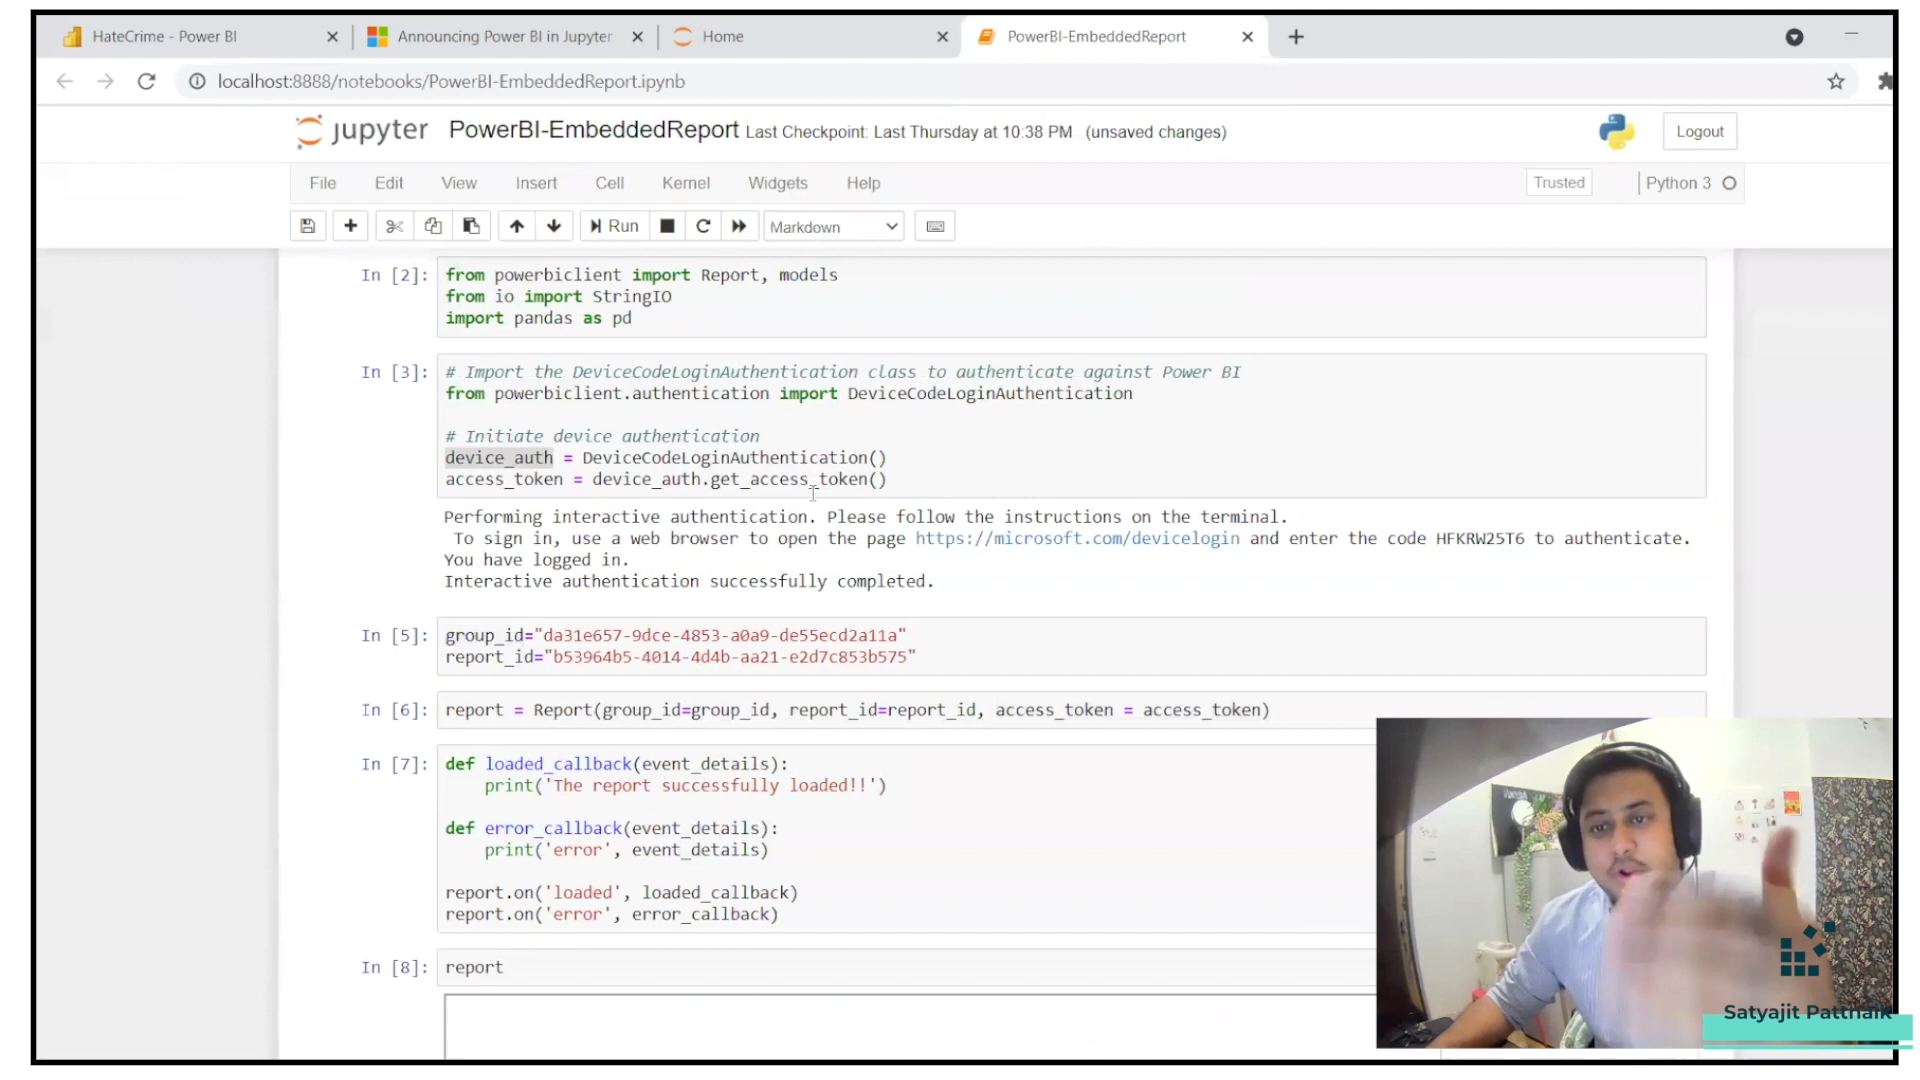 HateCrime - Power BI
Announcing Power BI in Jupyter
Home
PowerBI-EmbeddedReport
localhost:8888/notebooks/PowerBI-EmbeddedReport.ipynb
jupyter PowerBI-EmbeddedReport Last Checkpoint: Last Thursday at 10:38 PM (unsaved changes)
Logout
File Edit View Insert Cell Kernel Widgets Help
Trusted
Python 3
Run
Markdown
In [2]: from powerbiclient import Report, models
from io import StringIO
import pandas as pd
In [3]: # Import the DeviceCodeLoginAuthentication class to authenticate against Power BI
from powerbiclient.authentication import DeviceCodeLoginAuthentication
# Initiate device authentication
device_auth = DeviceCodeLoginAuthentication()
access_token = device_auth.get_access_token()
Performing interactive authentication. Please follow the instructions on the terminal.
To sign in, use a web browser to open the page https://microsoft.com/devicelogin and enter the code HFKRW25T6 to authenticate.
You have logged in.
Interactive authentication successfully completed.
In [5]: group_id="da31e657-9dce-4853-a0a9-de55ecd2a11a"
report_id="b53964b5-4014-4d4b-aa21-e2d7c853b575"
In [6]: report = Report(group_id=group_id, report_id=report_id, access_token = access_token)
In [7]: def loaded_callback(event_details):
print('The report successfully loaded!!')
def error_callback(event_details):
print('error', event_details)
report.on('loaded', loaded_callback)
report.on('error', error_callback)
In [8]: report
Satyajit Pattnaik